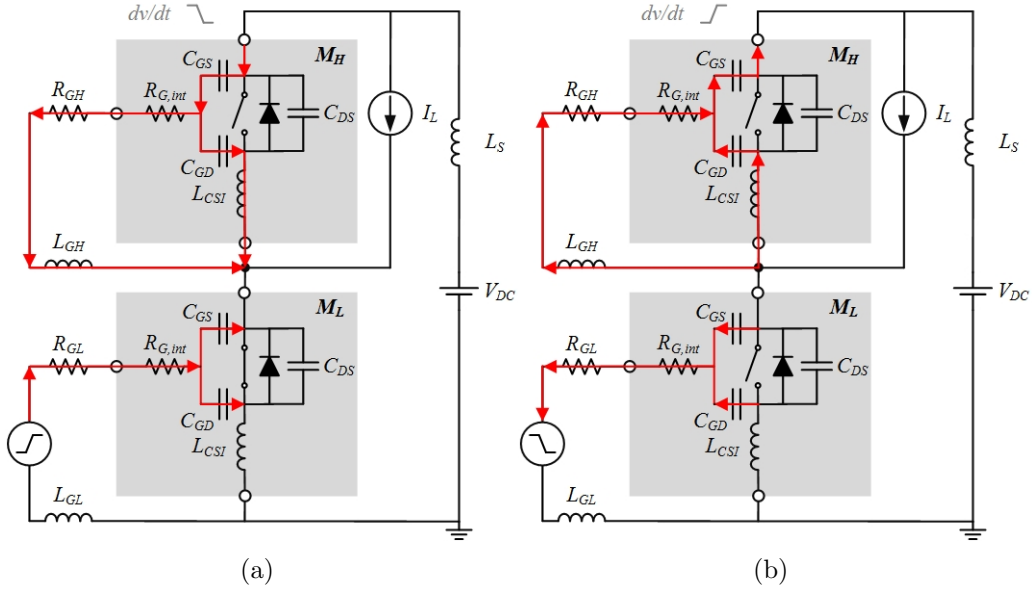 dv/dt
M_H
C_GS
R_GH
R_G,int
C_DS
I_L
L_S
C_GD
L_CSI
L_GH
V_DC
M_L
C_GS
R_GL
R_G,int
C_DS
C_GD
L_CSI
L_GL
(a)
dv/dt
M_H
C_GS
R_GH
R_G,int
C_DS
I_L
L_S
C_GD
L_CSI
L_GH
V_DC
M_L
C_GS
R_GL
R_G,int
C_DS
C_GD
L_CSI
L_GL
(b)